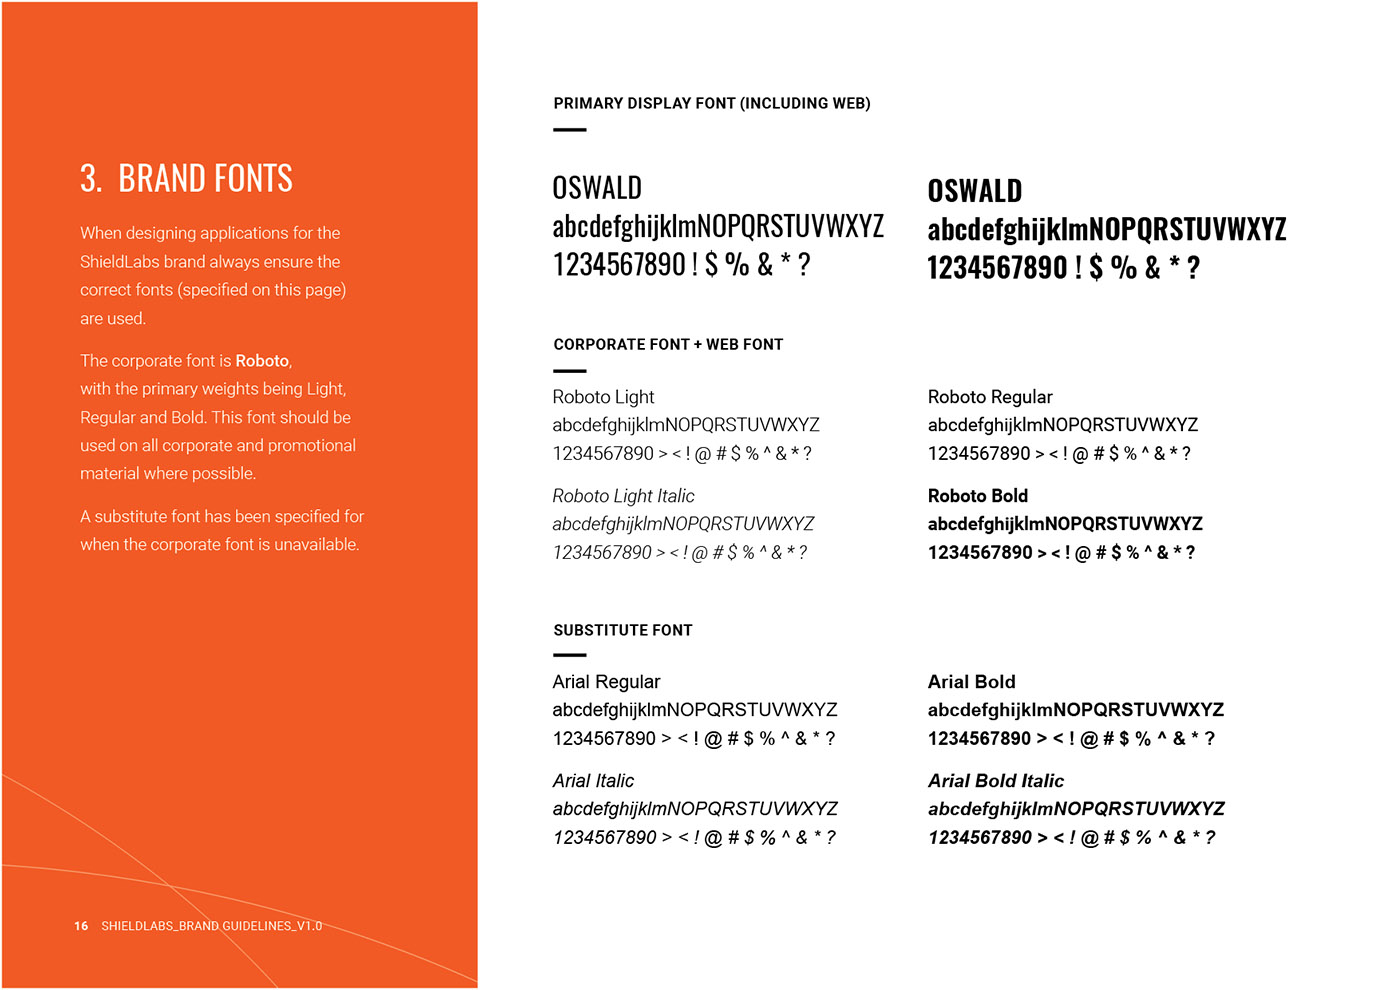 3. BRAND FONTS
When designing applications for the
ShieldLabs brand always ensure the
correct fonts (specified on this page)
are used.
The corporate font is Roboto,
with the primary weights being Light,
Regular and Bold. This font should be
used on all corporate and promotional
material where possible.
A substitute font has been specified for
when the corporate font is unavailable.
16 SHIELDLABS_BRAND GUIDELINES_V1.0
PRIMARY DISPLAY FONT (INCLUDING WEB)
OSWALD
abcdefghijklmNOPQRSTUVWXYZ
1234567890 ! $ % & * ?
OSWALD
abcdefghijklmNOPQRSTUVWXYZ
1234567890 ! $ % & * ?
CORPORATE FONT + WEB FONT
Roboto Light
abcdefghijklmNOPQRSTUVWXYZ
1234567890 > < ! @ # $ % ^ & * ?
Roboto Regular
abcdefghijklmNOPQRSTUVWXYZ
1234567890 > < ! @ # $ % ^ & * ?
Roboto Light Italic
abcdefghijklmNOPQRSTUVWXYZ
1234567890 > < ! @ # $ % ^ & * ?
Roboto Bold
abcdefghijklmNOPQRSTUVWXYZ
1234567890 > < ! @ # $ % ^ & * ?
SUBSTITUTE FONT
Arial Regular
abcdefghijklmNOPQRSTUVWXYZ
1234567890 > < ! @ # $ % ^ & * ?
Arial Bold
abcdefghijklmNOPQRSTUVWXYZ
1234567890 > < ! @ # $ % ^ & * ?
Arial Italic
abcdefghijklmNOPQRSTUVWXYZ
1234567890 > < ! @ # $ % ^ & * ?
Arial Bold Italic
abcdefghijklmNOPQRSTUVWXYZ
1234567890 > < ! @ # $ % ^ & * ?